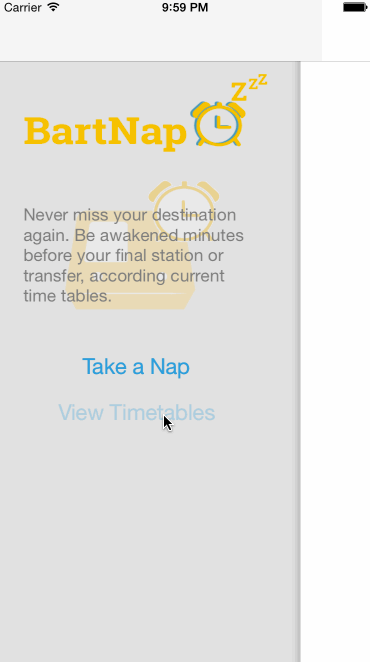 Carrier 9:59 PM
zzz
BartNap
Never miss your destination
again. Be awakened minutes
before your final station or
transfer, according current
time tables.
Take a Nap
View Timetables